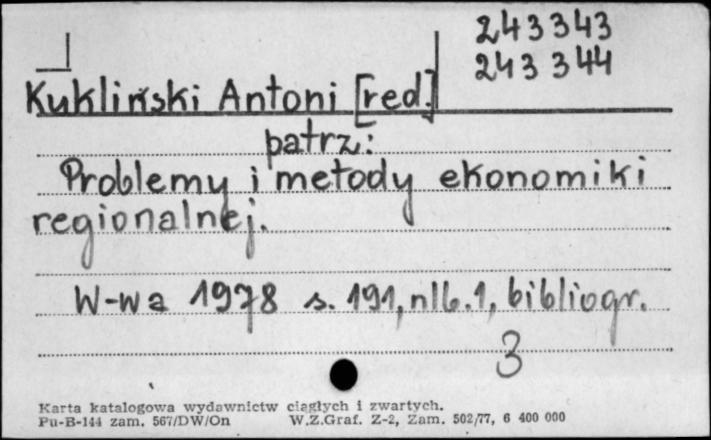 243343
243344
Kukliński Antoni [red.]
patrz:
Problemy i metody ekonomiki
regionalnej.
W-wa 1978 s. 191, nlb. 1, bibliogr.
3
Karta katalogowa wydawnictw ciągłych i zwartych.
Pu-B-144 zam. 567/DW/On W.Z.Graf. Z-2, Zam. 502/77, 6 400 000